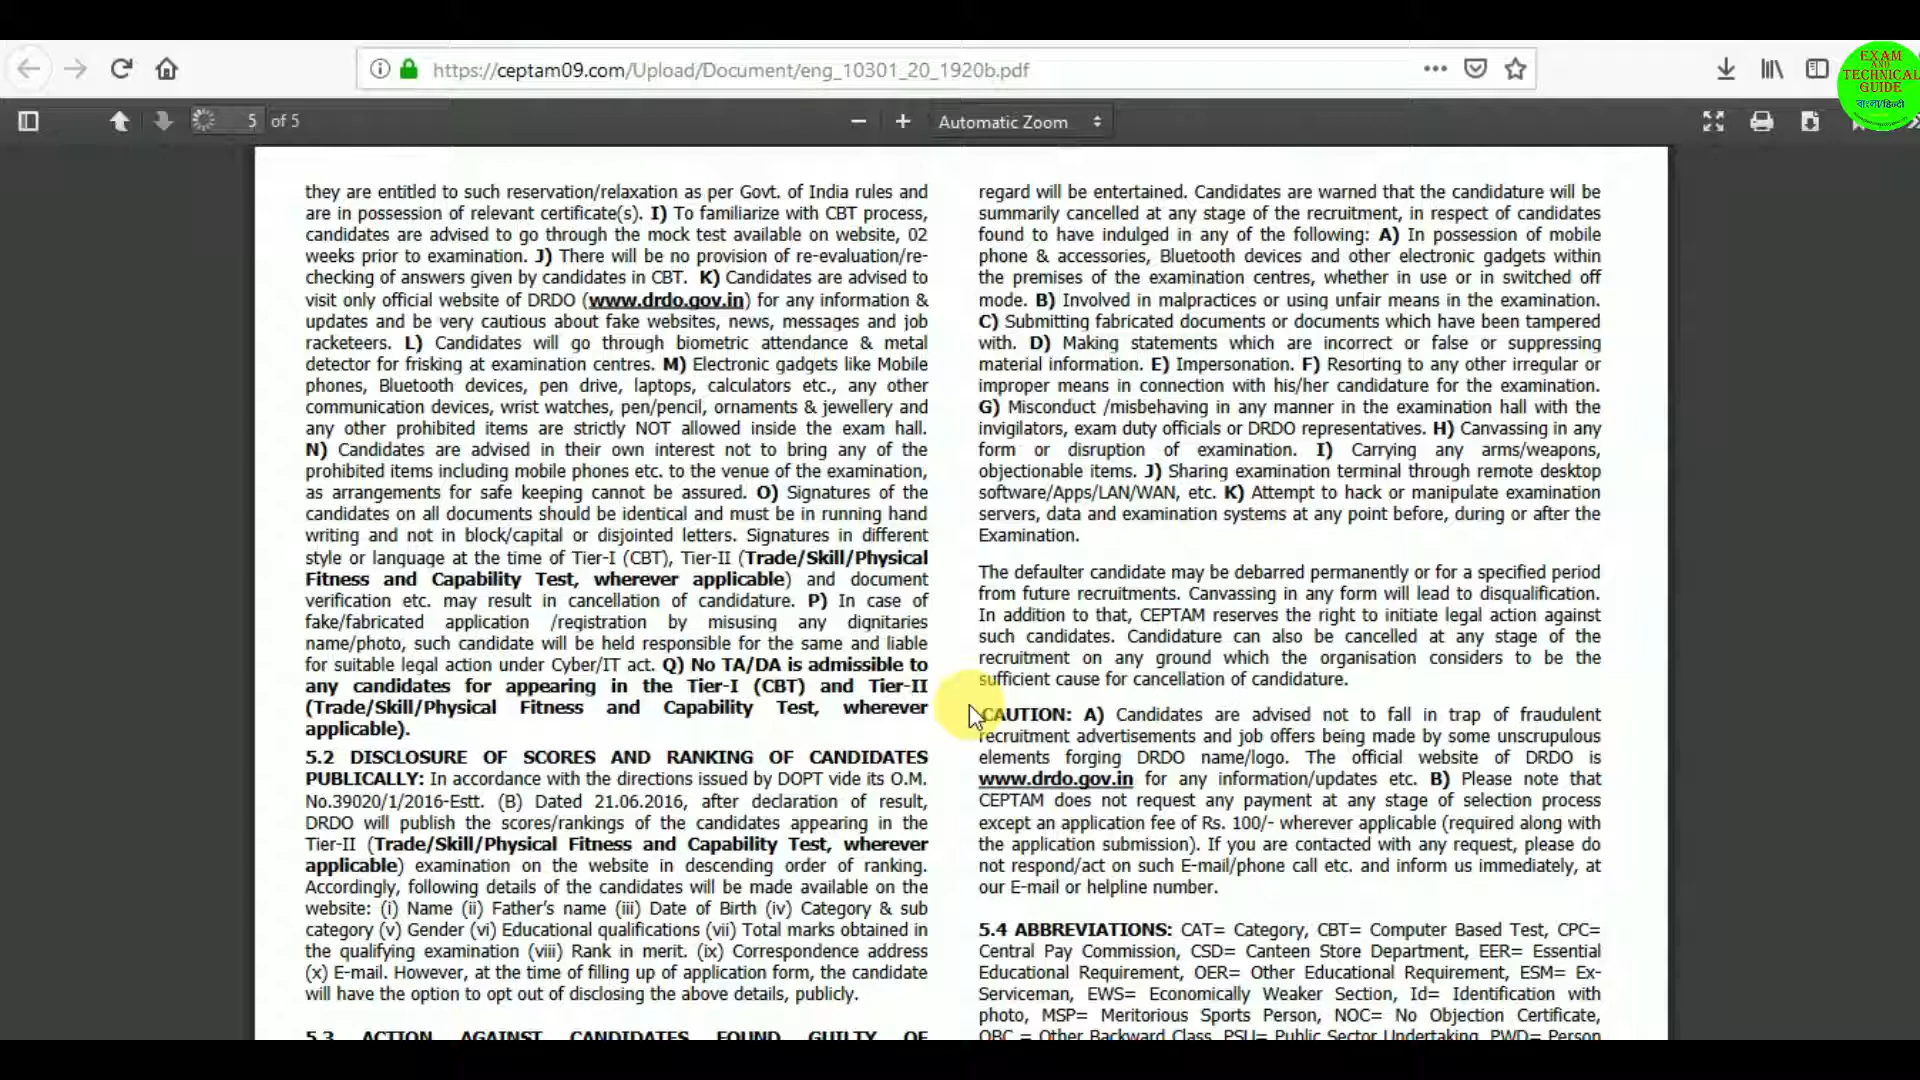 https://ceptam09.com/Upload/Document/eng_10301_20_1920b.pdf
EXAM
AND
TECHNICAL
GUIDE
বাংলা/हिन्दी
5 of 5
Automatic Zoom
they are entitled to such reservation/relaxation as per Govt. of India rules and
are in possession of relevant certificate(s). I) To familiarize with CBT process,
candidates are advised to go through the mock test available on website, 02
weeks prior to examination. J) There will be no provision of re-evaluation/re-
checking of answers given by candidates in CBT. K) Candidates are advised to
visit only official website of DRDO (www.drdo.gov.in) for any information &
updates and be very cautious about fake websites, news, messages and job
racketeers. L) Candidates will go through biometric attendance & metal
detector for frisking at examination centres. M) Electronic gadgets like Mobile
phones, Bluetooth devices, pen drive, laptops, calculators etc., any other
communication devices, wrist watches, pen/pencil, ornaments & jewellery and
any other prohibited items are strictly NOT allowed inside the exam hall.
N) Candidates are advised in their own interest not to bring any of the
prohibited items including mobile phones etc. to the venue of the examination,
as arrangements for safe keeping cannot be assured. O) Signatures of the
candidates on all documents should be identical and must be in running hand
writing and not in block/capital or disjointed letters. Signatures in different
style or language at the time of Tier-I (CBT), Tier-II (Trade/Skill/Physical
Fitness and Capability Test, wherever applicable) and document
verification etc. may result in cancellation of candidature. P) In case of
fake/fabricated application /registration by misusing any dignitaries
name/photo, such candidate will be held responsible for the same and liable
for suitable legal action under Cyber/IT act. Q) No TA/DA is admissible to
any candidates for appearing in the Tier-I (CBT) and Tier-II
(Trade/Skill/Physical Fitness and Capability Test, wherever
applicable).
5.2 DISCLOSURE OF SCORES AND RANKING OF CANDIDATES
PUBLICALLY: In accordance with the directions issued by DOPT vide its O.M.
No.39020/1/2016-Estt. (B) Dated 21.06.2016, after declaration of result,
DRDO will publish the scores/rankings of the candidates appearing in the
Tier-II (Trade/Skill/Physical Fitness and Capability Test, wherever
applicable) examination on the website in descending order of ranking.
Accordingly, following details of the candidates will be made available on the
website: (i) Name (ii) Father's name (iii) Date of Birth (iv) Category & sub
category (v) Gender (vi) Educational qualifications (vii) Total marks obtained in
the qualifying examination (viii) Rank in merit. (ix) Correspondence address
(x) E-mail. However, at the time of filling up of application form, the candidate
will have the option to opt out of disclosing the above details, publicly.
5.3 ACTION AGAINST CANDIDATES FOUND GUILTY OF
regard will be entertained. Candidates are warned that the candidature will be
summarily cancelled at any stage of the recruitment, in respect of candidates
found to have indulged in any of the following: A) In possession of mobile
phone & accessories, Bluetooth devices and other electronic gadgets within
the premises of the examination centres, whether in use or in switched off
mode. B) Involved in malpractices or using unfair means in the examination.
C) Submitting fabricated documents or documents which have been tampered
with. D) Making statements which are incorrect or false or suppressing
material information. E) Impersonation. F) Resorting to any other irregular or
improper means in connection with his/her candidature for the examination.
G) Misconduct /misbehaving in any manner in the examination hall with the
invigilators, exam duty officials or DRDO representatives. H) Canvassing in any
form or disruption of examination. I) Carrying any arms/weapons,
objectionable items. J) Sharing examination terminal through remote desktop
software/Apps/LAN/WAN, etc. K) Attempt to hack or manipulate examination
servers, data and examination systems at any point before, during or after the
Examination.
The defaulter candidate may be debarred permanently or for a specified period
from future recruitments. Canvassing in any form will lead to disqualification.
In addition to that, CEPTAM reserves the right to initiate legal action against
such candidates. Candidature can also be cancelled at any stage of the
recruitment on any ground which the organisation considers to be the
sufficient cause for cancellation of candidature.
CAUTION: A) Candidates are advised not to fall in trap of fraudulent
recruitment advertisements and job offers being made by some unscrupulous
elements forging DRDO name/logo. The official website of DRDO is
www.drdo.gov.in for any information/updates etc. B) Please note that
CEPTAM does not request any payment at any stage of selection process
except an application fee of Rs. 100/- wherever applicable (required along with
the application submission). If you are contacted with any request, please do
not respond/act on such E-mail/phone call etc. and inform us immediately, at
our E-mail or helpline number.
5.4 ABBREVIATIONS: CAT= Category, CBT= Computer Based Test, CPC=
Central Pay Commission, CSD= Canteen Store Department, EER= Essential
Educational Requirement, OER= Other Educational Requirement, ESM= Ex-
Serviceman, EWS= Economically Weaker Section, Id= Identification with
photo, MSP= Meritorious Sports Person, NOC= No Objection Certificate,
OBC = Other Backward Class, PSU= Public Sector Undertaking, PWD= Person